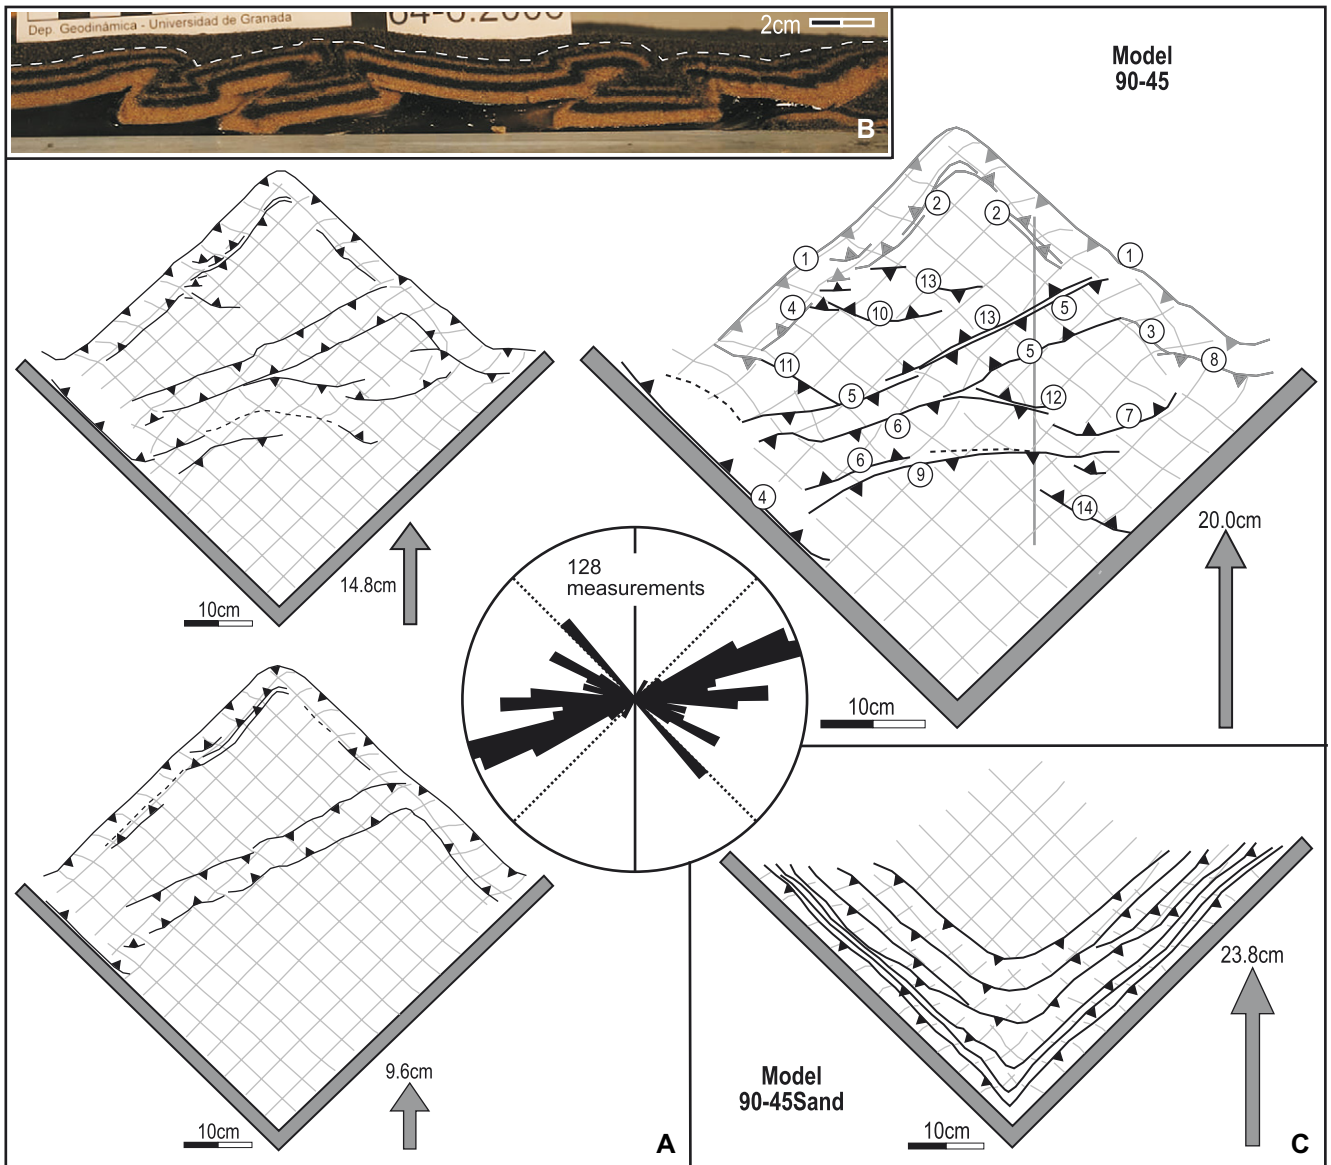 Dep. Geodinámica - Universidad de Granada
2cm
B
Model
90-45
1
2
2
1
13
4
10
13
5
3
11
5
8
5
12
7
6
6
9
4
14
14.8cm
10cm
20.0cm
10cm
128
measurements
9.6cm
10cm
A
23.8cm
Model
90-45Sand
10cm
C